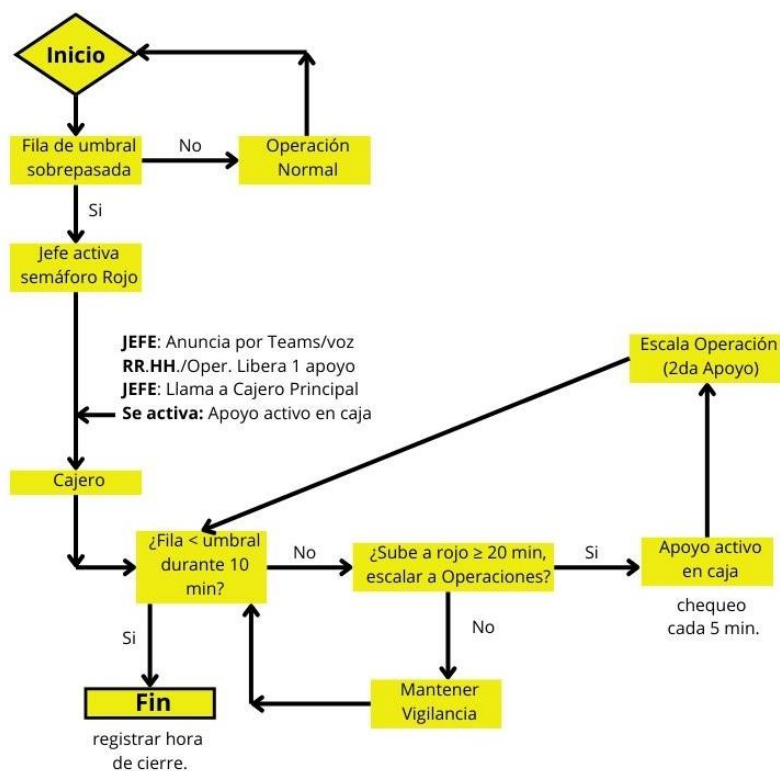 Inicio
Fila de umbral
sobrepasada
No
Operación
Normal
Si
Jefe activa
semáforo Rojo
JEFE: Anuncia por Teams/voz
RR.HH./Oper. Libera 1 apoyo
JEFE: Llama a Cajero Principal
Se activa: Apoyo activo en caja
Escala Operación
(2da Apoyo)
Cajero
¿Fila < umbral
durante 10
min?
No
¿Sube a rojo ≥ 20 min,
escalar a Operaciones?
Si
Apoyo activo
en caja
chequeo
cada 5 min.
Si
No
Mantener
Vigilancia
Fin
registrar hora
de cierre.